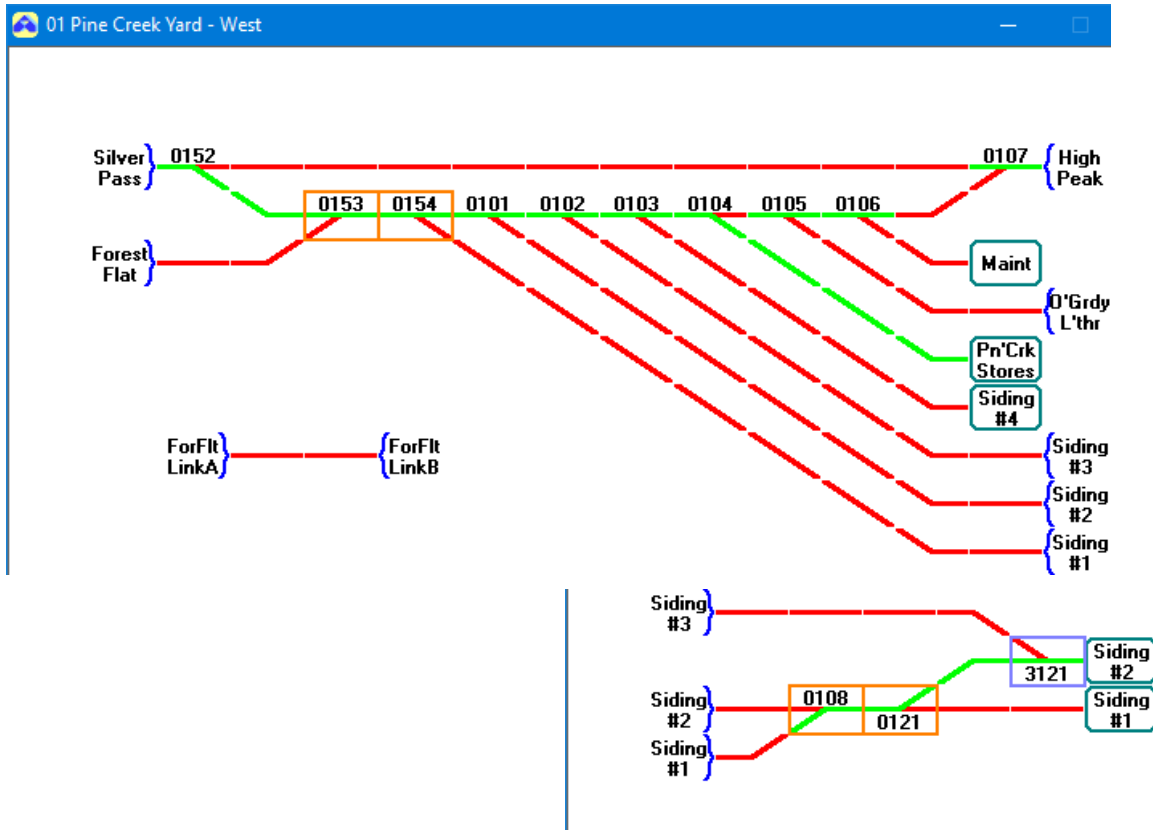 01 Pine Creek Yard - West
Silver
Pass
0152
0107
High
Peak
0153
0154
0101
0102
0103
0104
0105
0106
Forest
Flat
Maint
O'Grdy
L'thr
Pn'Crk
Stores
Siding
#4
ForFlt
LinkA
ForFlt
LinkB
Siding
#3
Siding
#2
Siding
#1
Siding
#3
Siding
#2
3121
Siding
#2
0108
0121
Siding
#1
Siding
#1